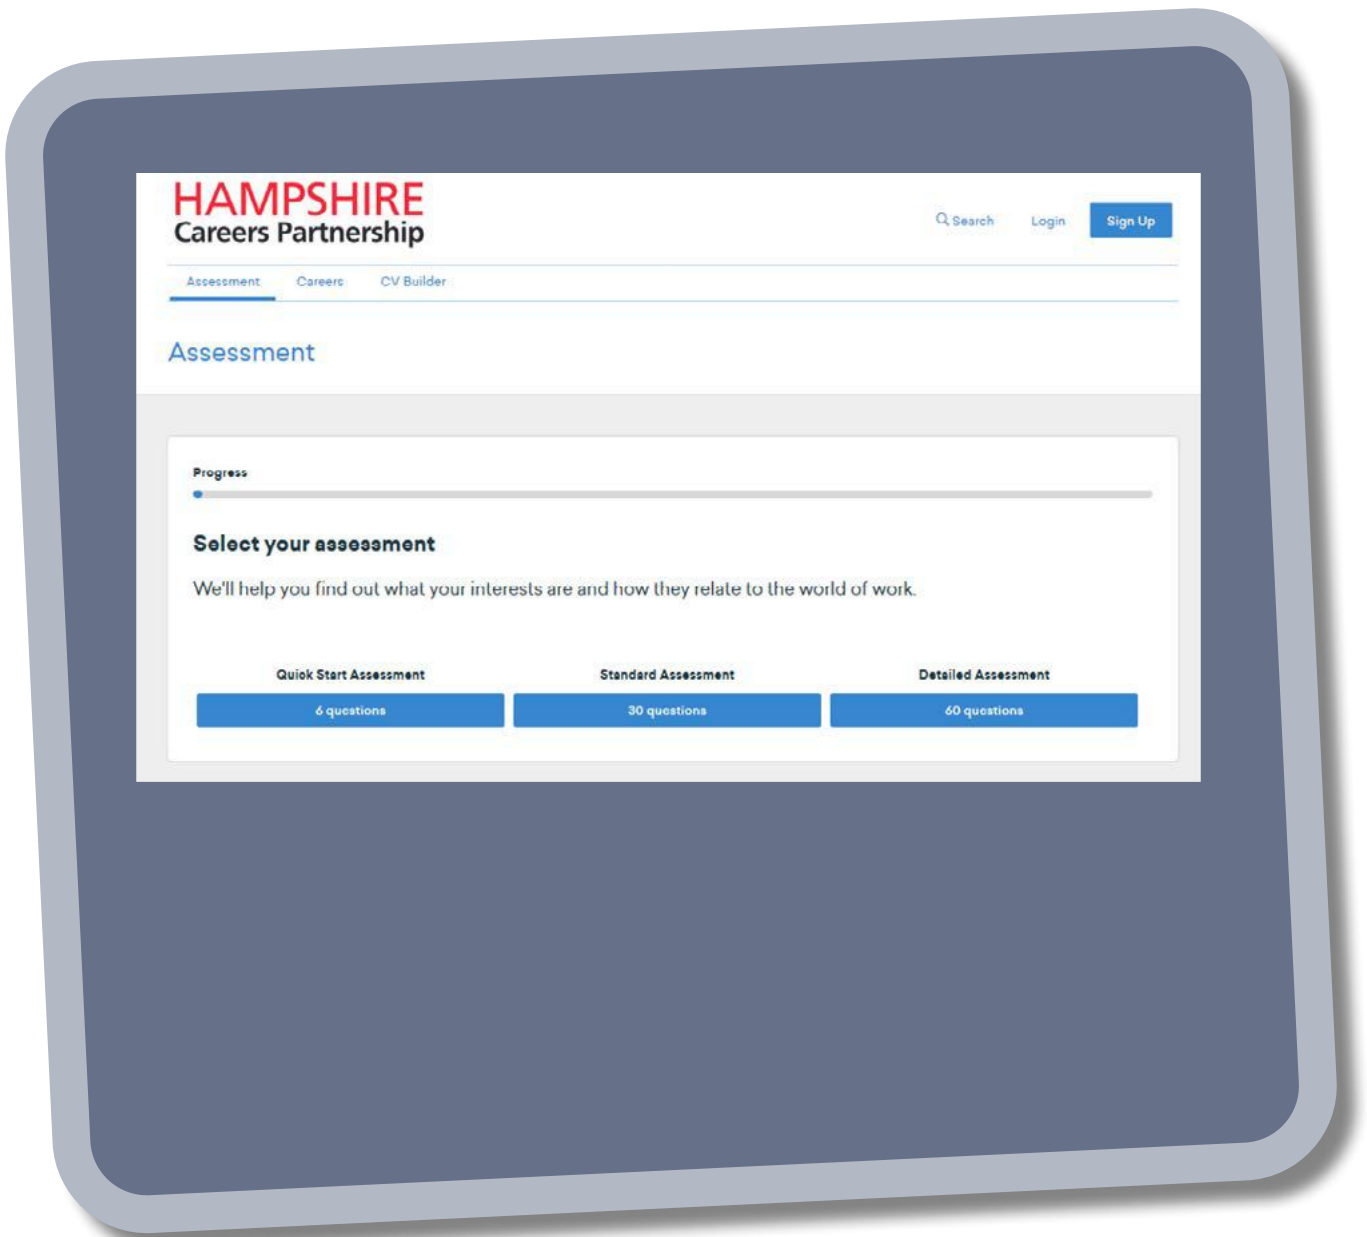 HAMPSHIRE
Careers Partnership
Search Login Sign Up
Assessment Careers CV Builder
Assessment
Progress
Select your assessment
We'll help you find out what your interests are and how they relate to the world of work.
Quick Start Assessment Standard Assessment Detailed Assessment
6 questions 30 questions 60 questions